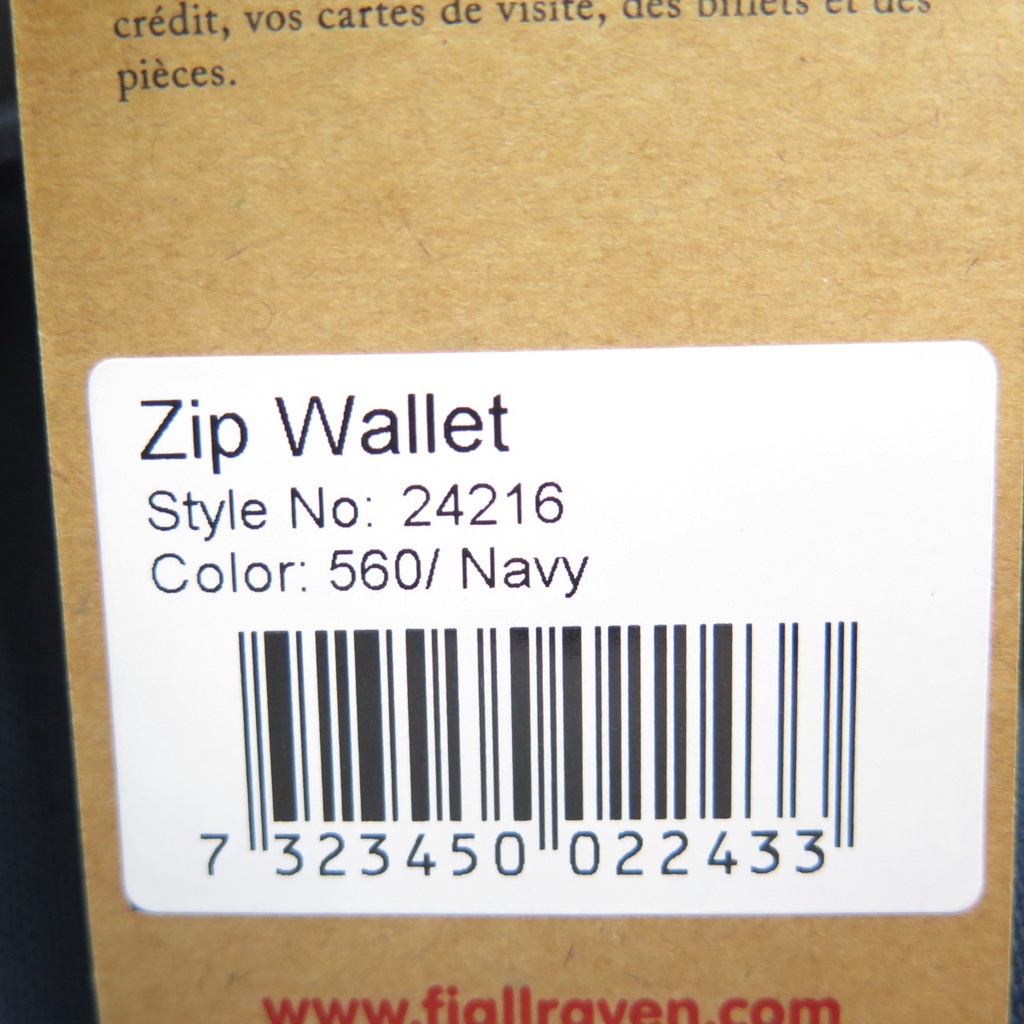 crédit, vos cartes de visite, des billets et des
pièces.
Zip Wallet
Style No: 24216
Color: 560/ Navy
7 323450 022433
www.fjallraven.com